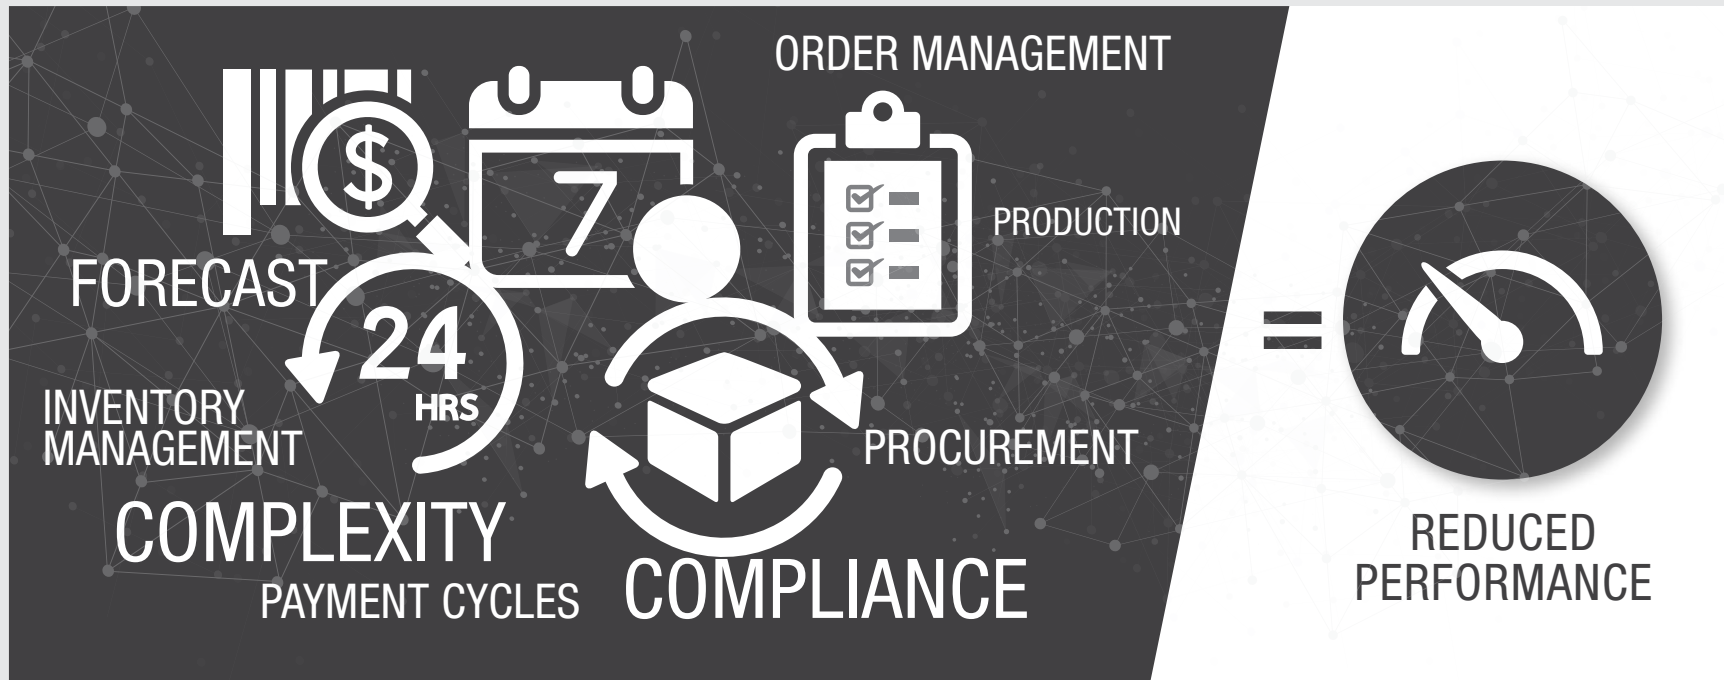 ORDER MANAGEMENT
$
7
PRODUCTION
FORECAST
24
HRS
=
INVENTORY
MANAGEMENT
PROCUREMENT
COMPLEXITY
PAYMENT CYCLES
COMPLIANCE
REDUCED
PERFORMANCE